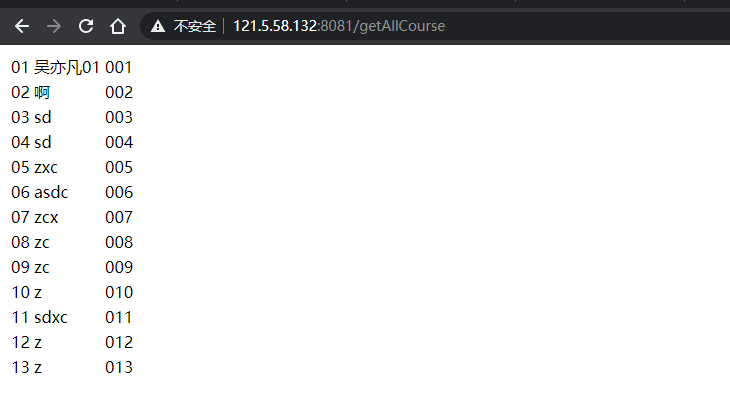 不安全 121.5.58.132:8081/getAllCourse
01 吴亦凡01 001
02 啊 002
03 sd 003
04 sd 004
05 zxc 005
06 asdc 006
07 zcx 007
08 zc 008
09 zc 009
10 z 010
11 sdxc 011
12 z 012
13 z 013